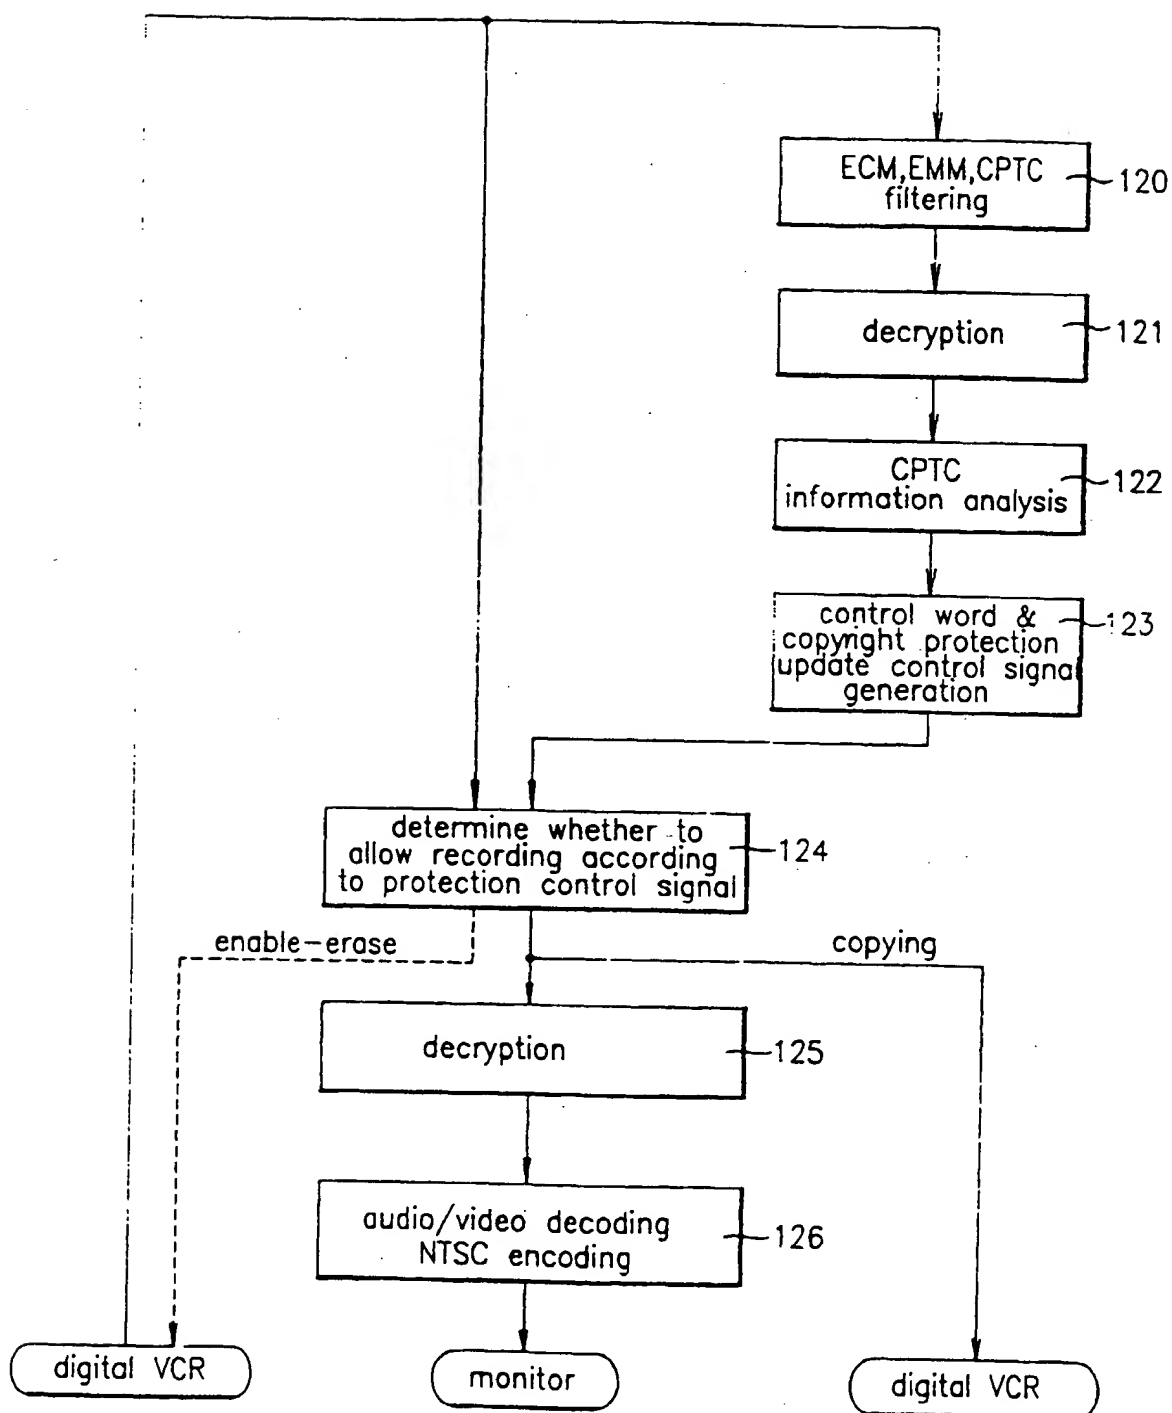 ECM,EMM,CPTC
filtering
120
decryption
121
CPTC
information analysis
122
control word &
copyright protection
update control signal
generation
123
determine whether to
allow recording according
to protection control signal
124
enable-erase
copying
decryption
125
audio/video decoding
NTSC encoding
126
digital VCR
monitor
digital VCR